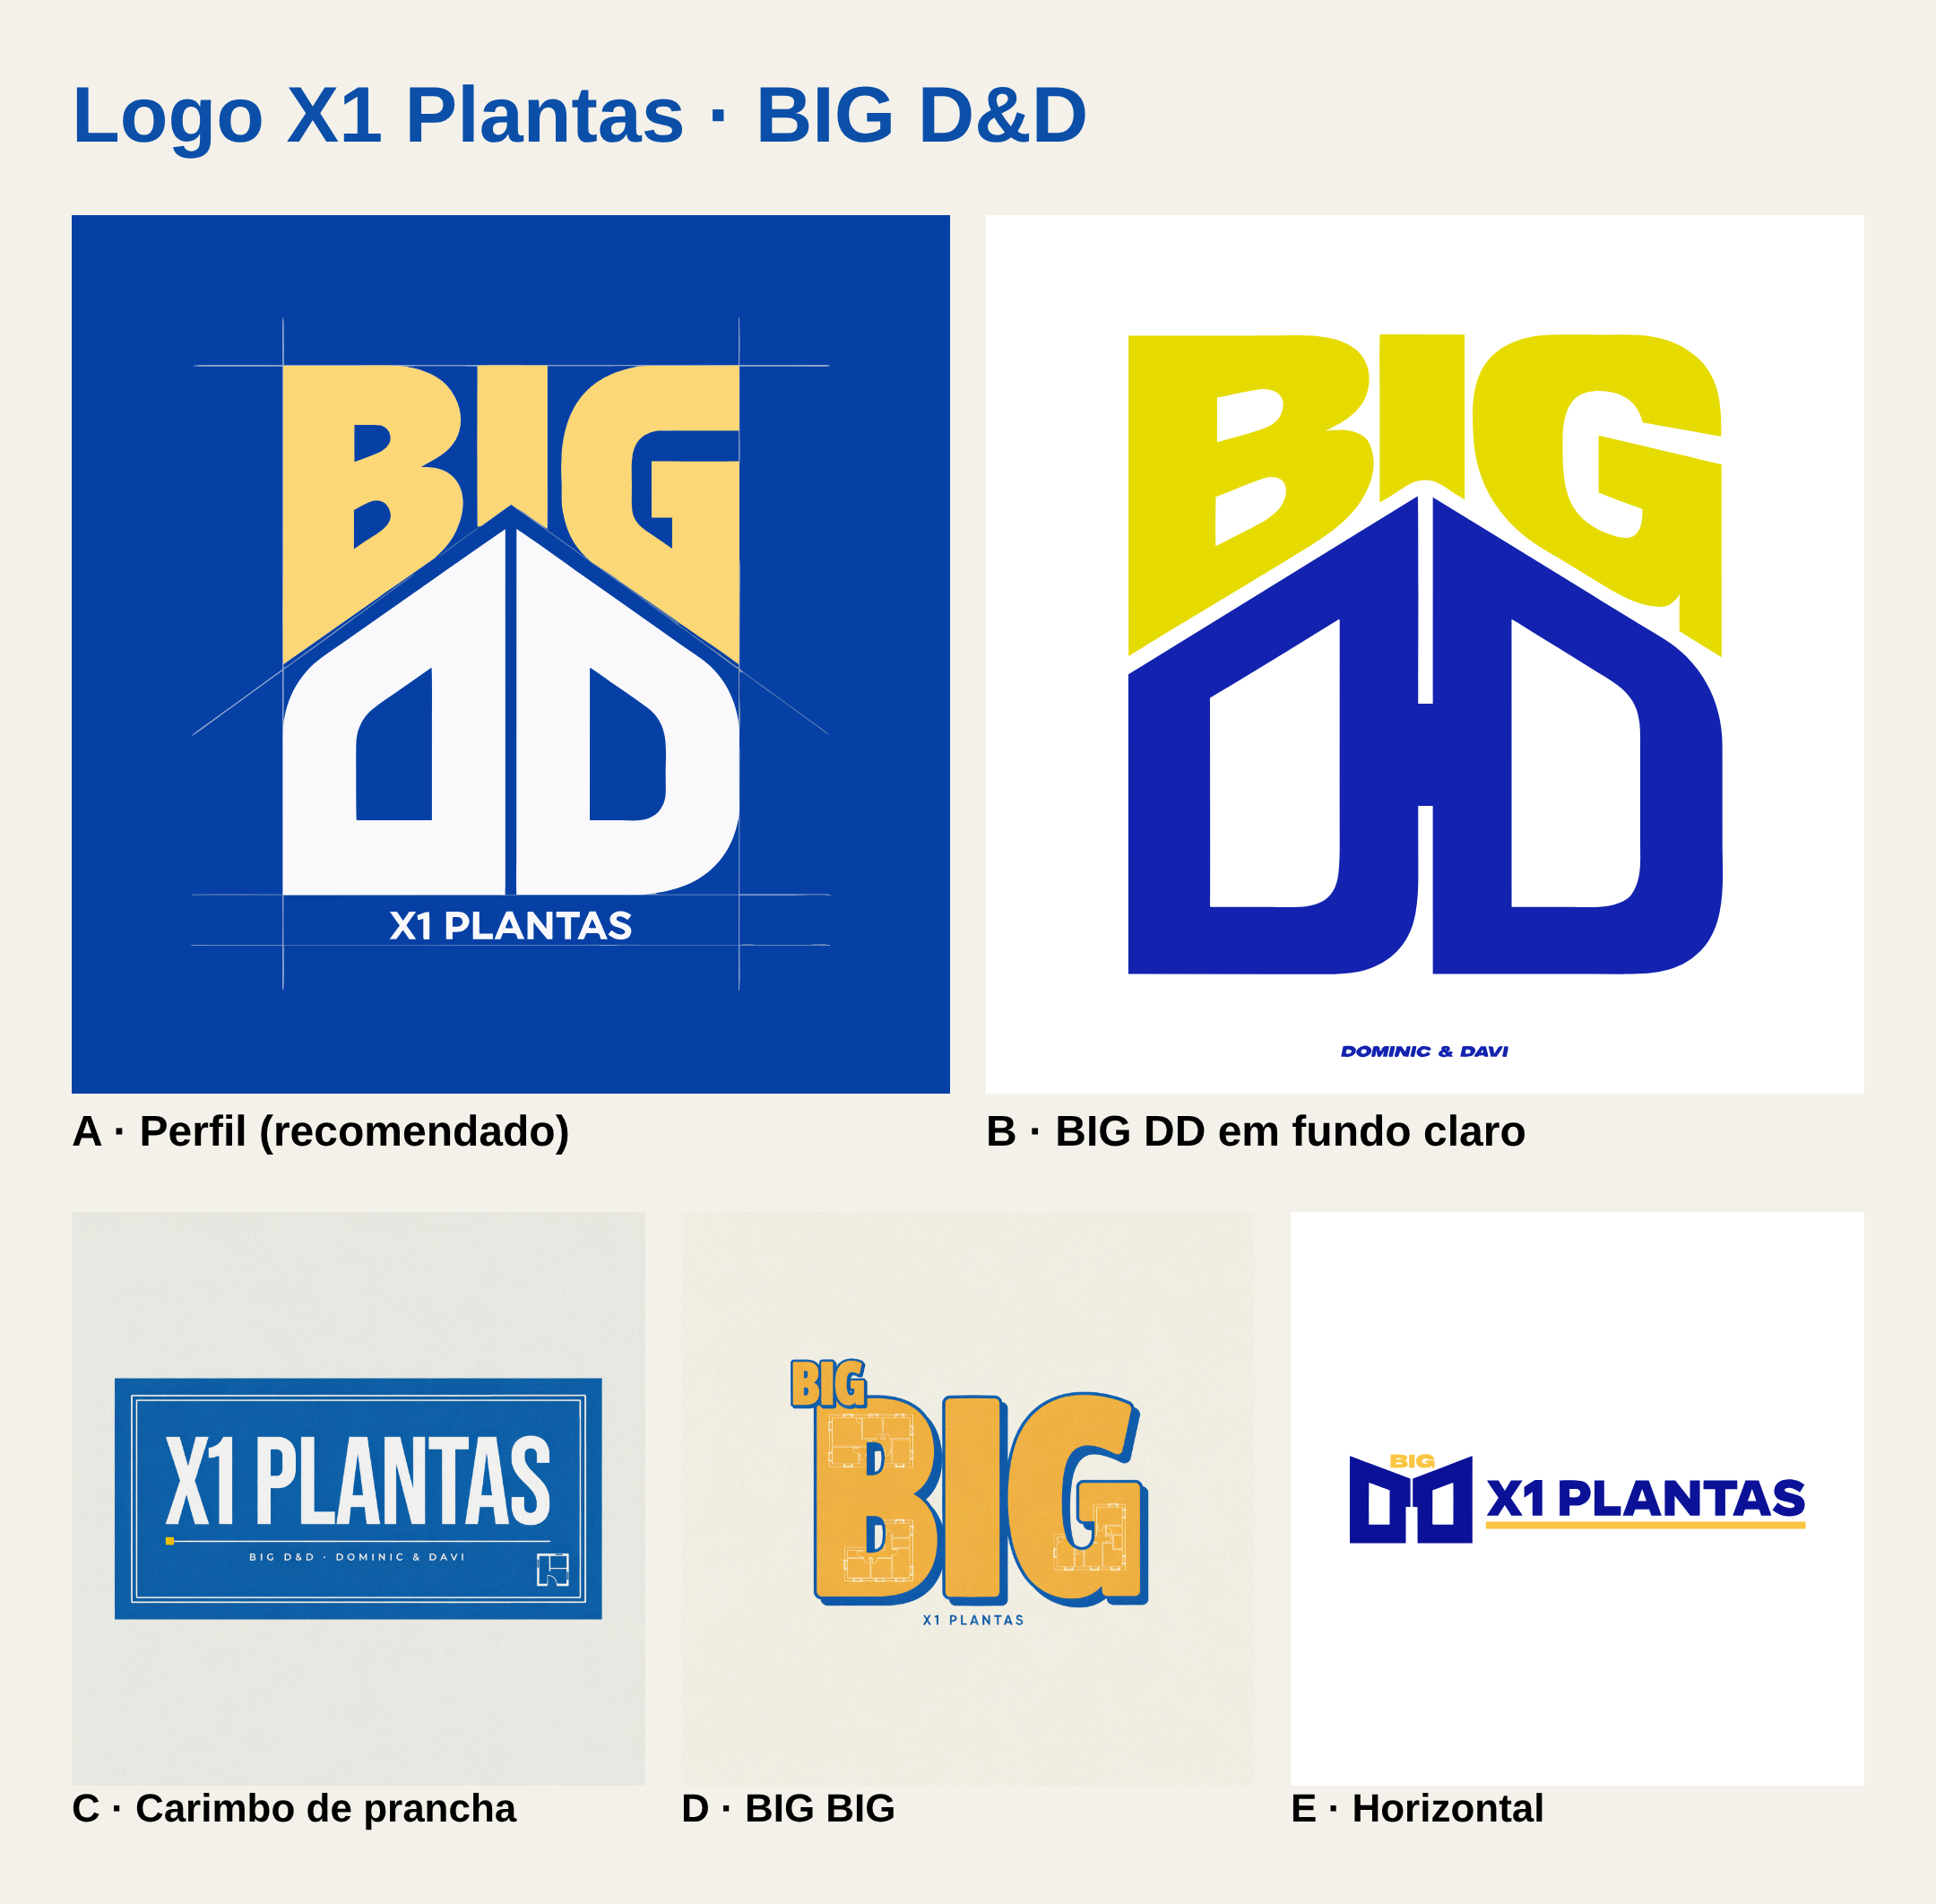 Logo X1 Plantas · BIG D&D
BIG
DD
X1 PLANTAS
A · Perfil (recomendado)
BIG
DD
DOMINIC & DAVI
B · BIG DD em fundo claro
X1 PLANTAS
BIG D&D · DOMINIC & DAVI
C · Carimbo de prancha
BIG
BIG
D
D
X1 PLANTAS
D · BIG BIG
BIG
DD
X1 PLANTAS
E · Horizontal